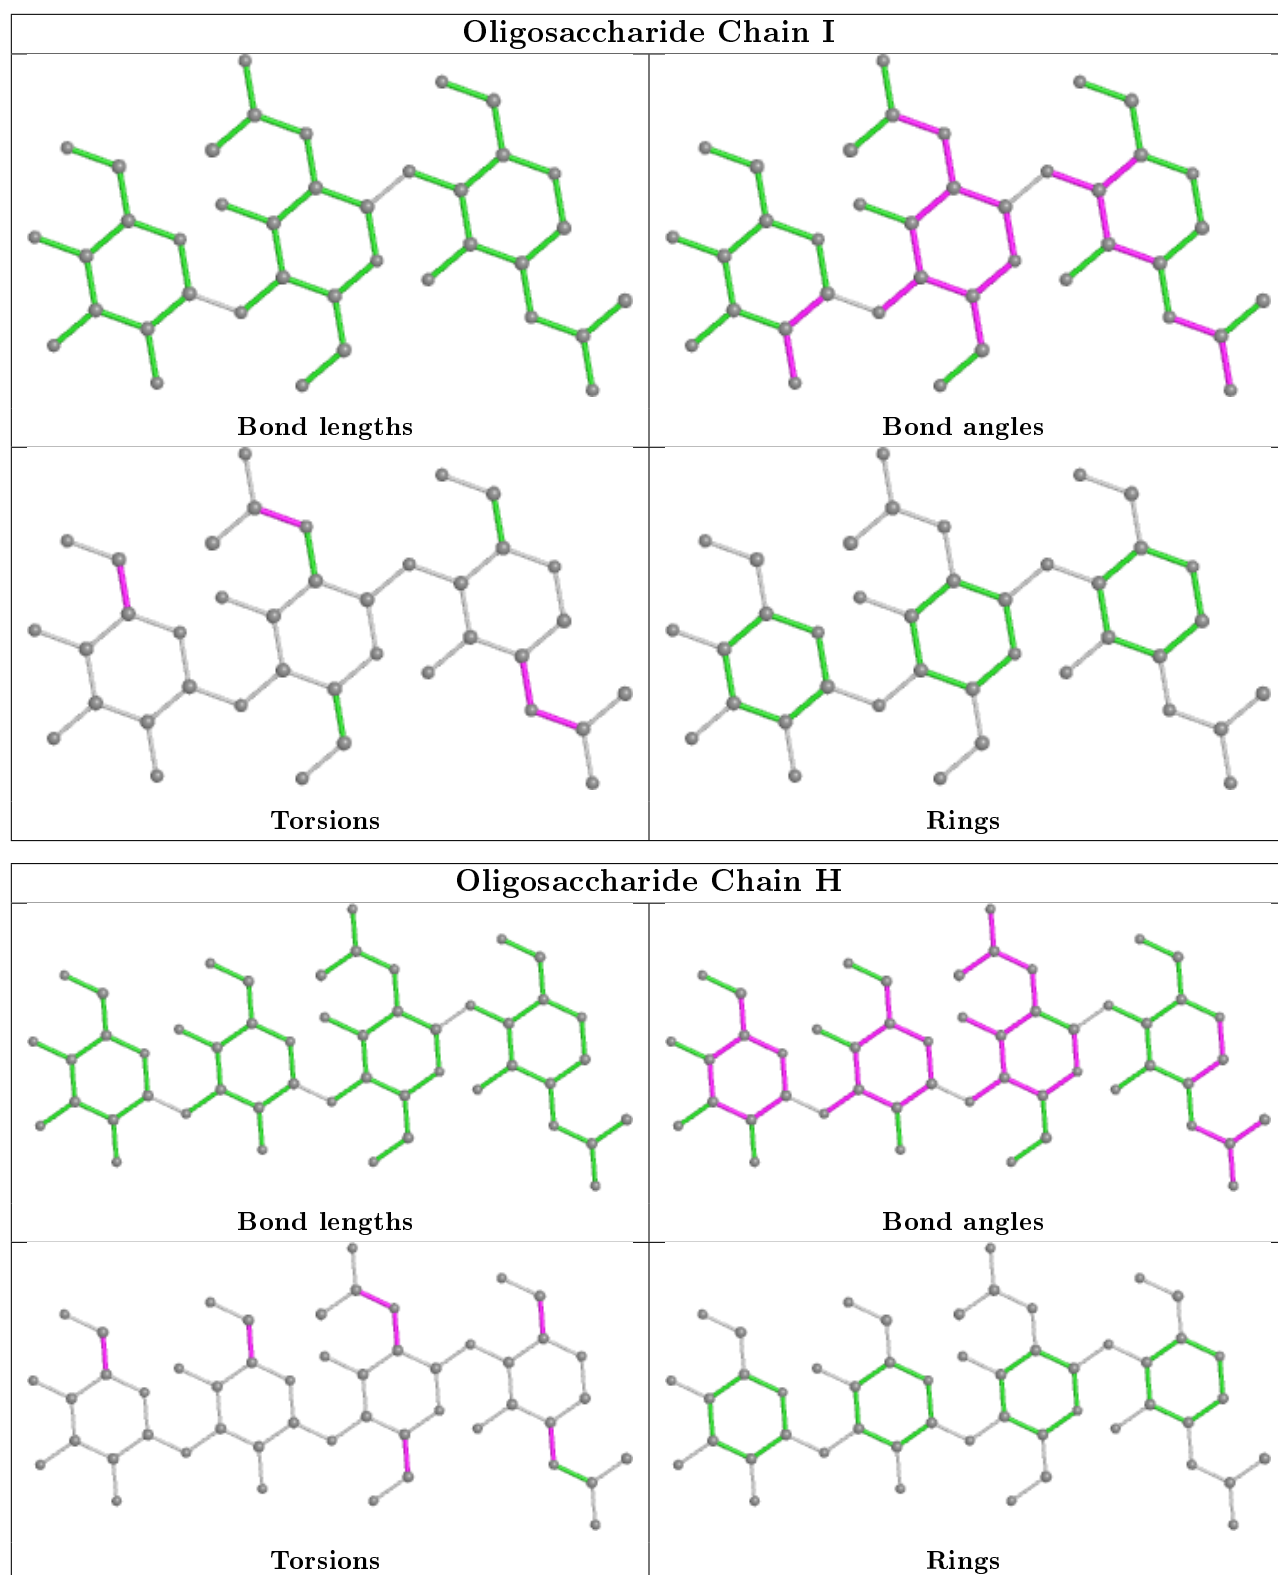 Oligosaccharide Chain I
Bond lengths
Bond angles
Torsions
Rings
Oligosaccharide Chain H
Bond lengths
Bond angles
Torsions
Rings